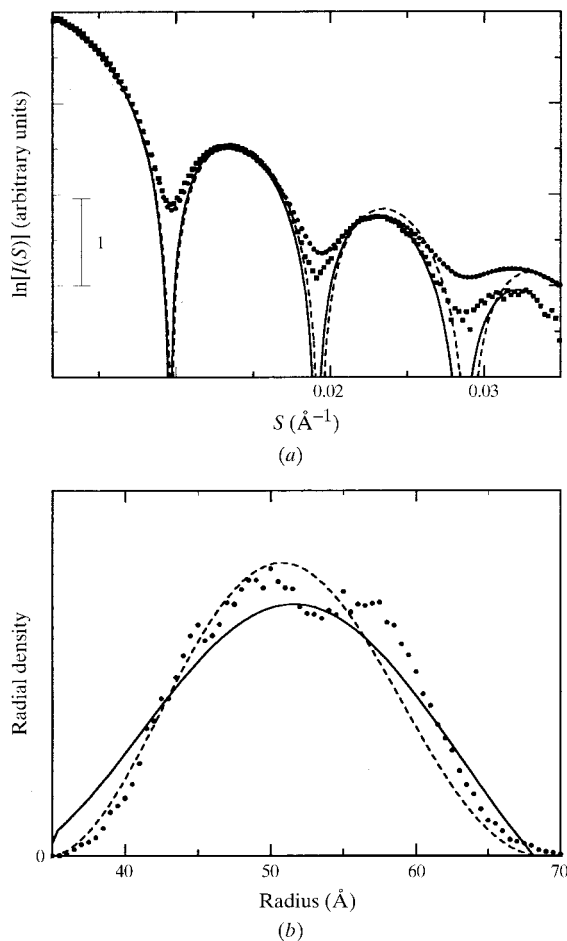 ln[I(S)] (arbitrary units)
1
0.02
0.03
S (Å⁻¹)
(a)
Radial density
0
40
50
60
70
Radius (Å)
(b)